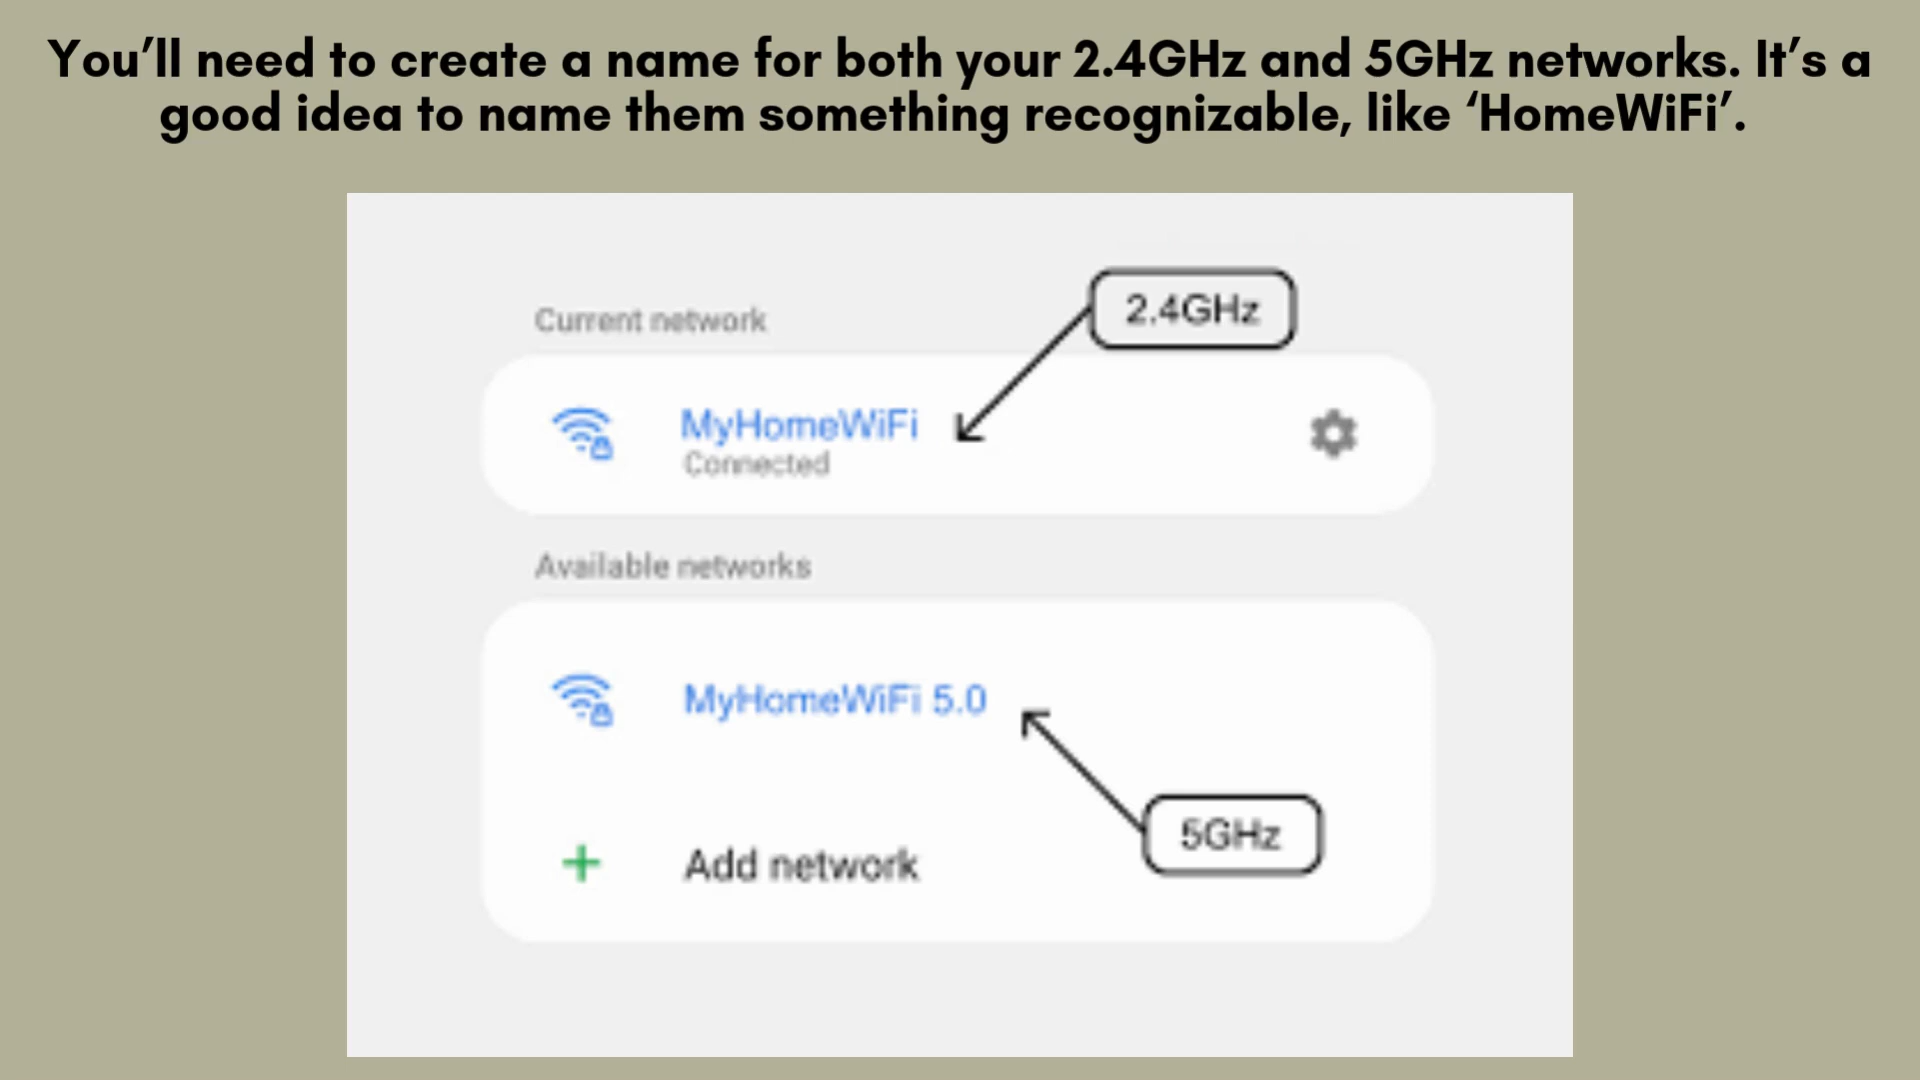 You’ll need to create a name for both your 2.4GHz and 5GHz networks. It’s a
good idea to name them something recognizable, like ‘HomeWiFi’.
2.4GHz
Current network
MyHomeWiFi
Connected
Available networks
MyHomeWiFi 5.0
5GHz
Add network